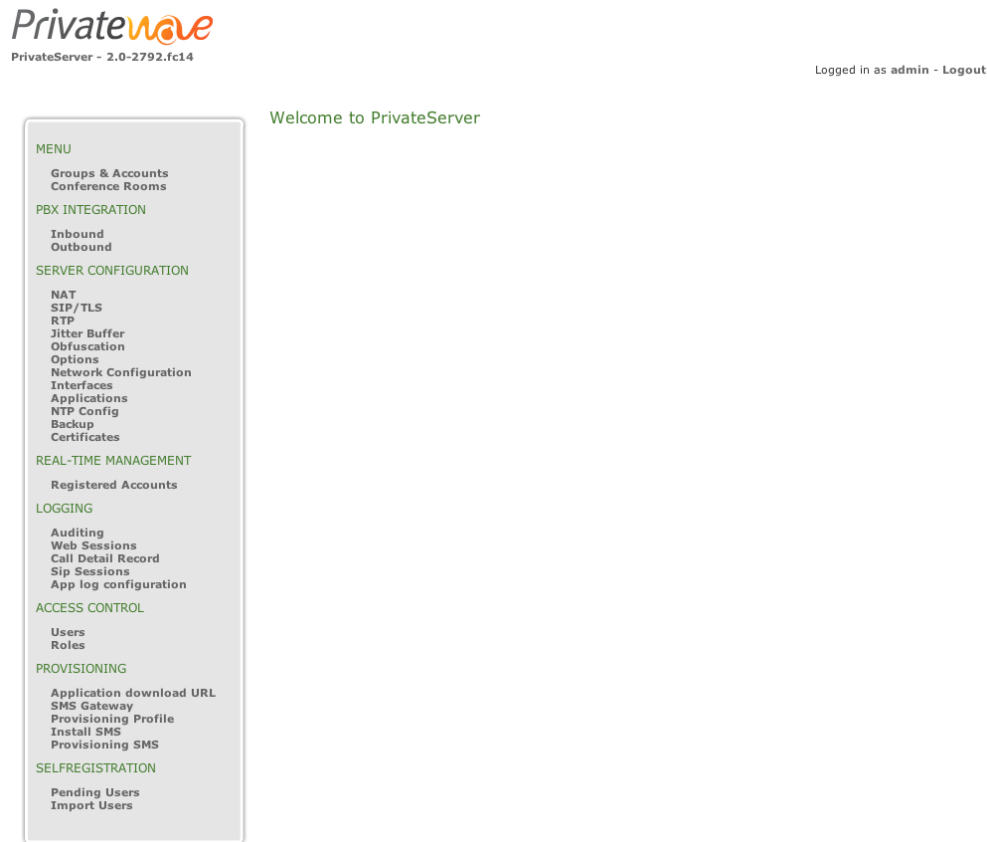 Privatewave
PrivateServer - 2.0-2792.fc14
Logged in as admin - Logout
Welcome to PrivateServer
MENU
Groups & Accounts
Conference Rooms
PBX INTEGRATION
Inbound
Outbound
SERVER CONFIGURATION
NAT
SIP/TLS
RTP
Jitter Buffer
Obfuscation
Options
Network Configuration
Interfaces
Applications
NTP Config
Backup
Certificates
REAL-TIME MANAGEMENT
Registered Accounts
LOGGING
Auditing
Web Sessions
Call Detail Record
Sip Sessions
App log configuration
ACCESS CONTROL
Users
Roles
PROVISIONING
Application download URL
SMS Gateway
Provisioning Profile
Install SMS
Provisioning SMS
SELFREGISTRATION
Pending Users
Import Users